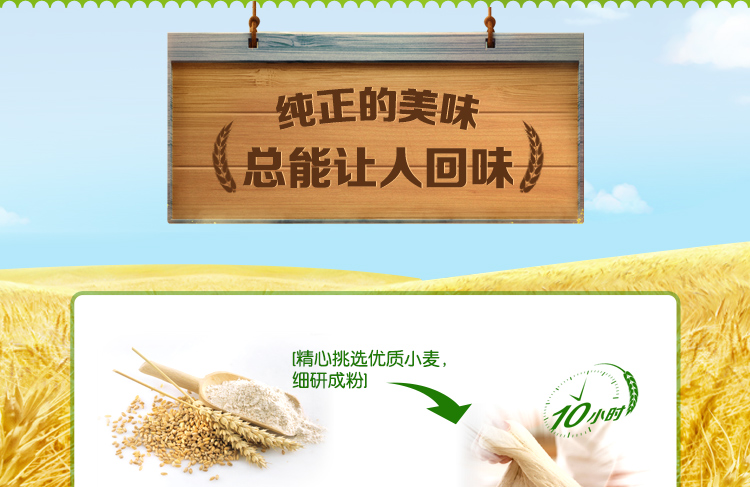 纯正的美味
总能让人回味
[精心挑选优质小麦，
细研成粉]
10小时